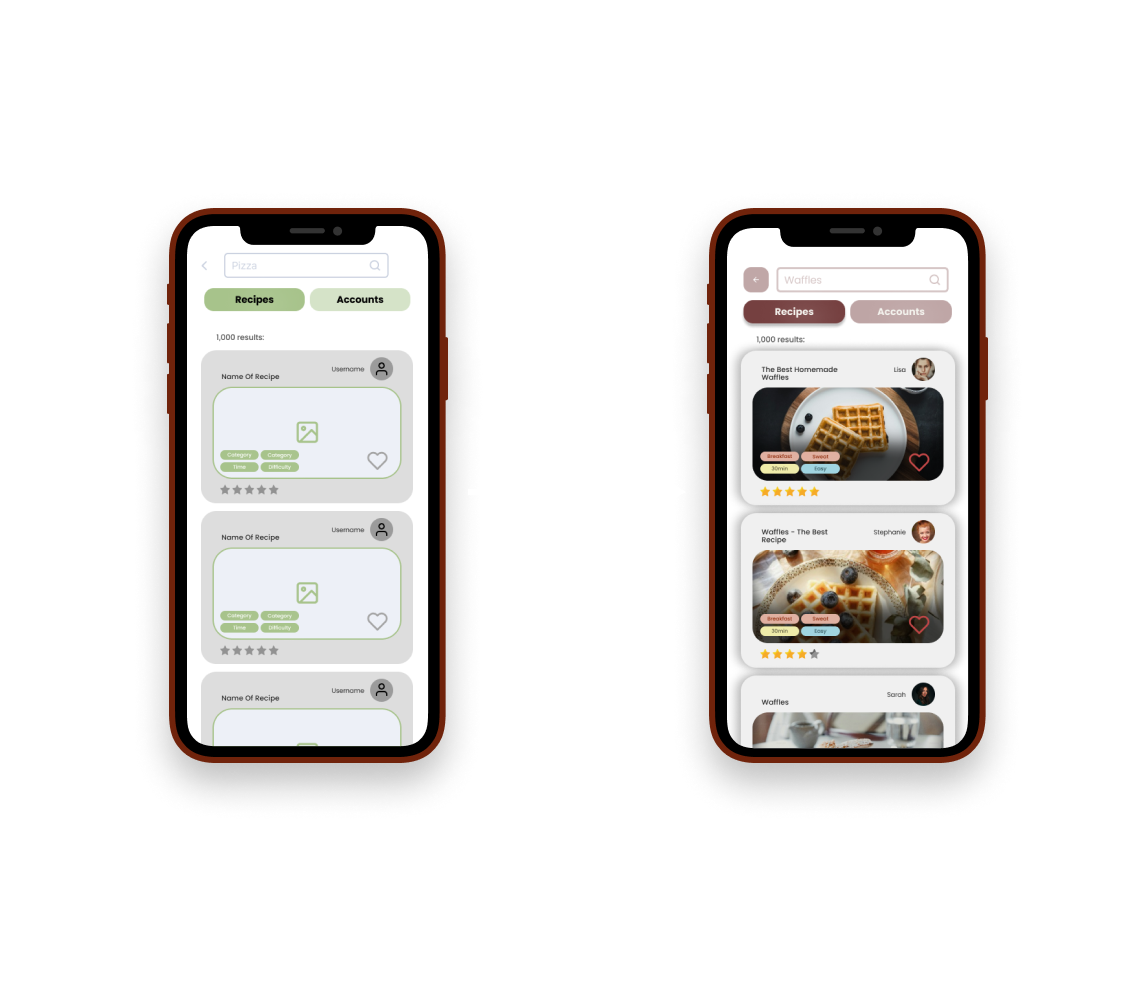 Pizza
Recipes
Accounts
1,000 results:
Username
Name Of Recipe
Category
Category
Time
Difficulty
Username
Name Of Recipe
Category
Category
Time
Difficulty
Username
Name Of Recipe
Waffles
Recipes
Accounts
1,000 results:
The Best Homemade
Waffles
Lisa
Breakfast
Sweat
30min
Easy
Waffles - The Best
Recipe
Stephanie
Breakfast
Sweat
30min
Easy
Sarah
Waffles